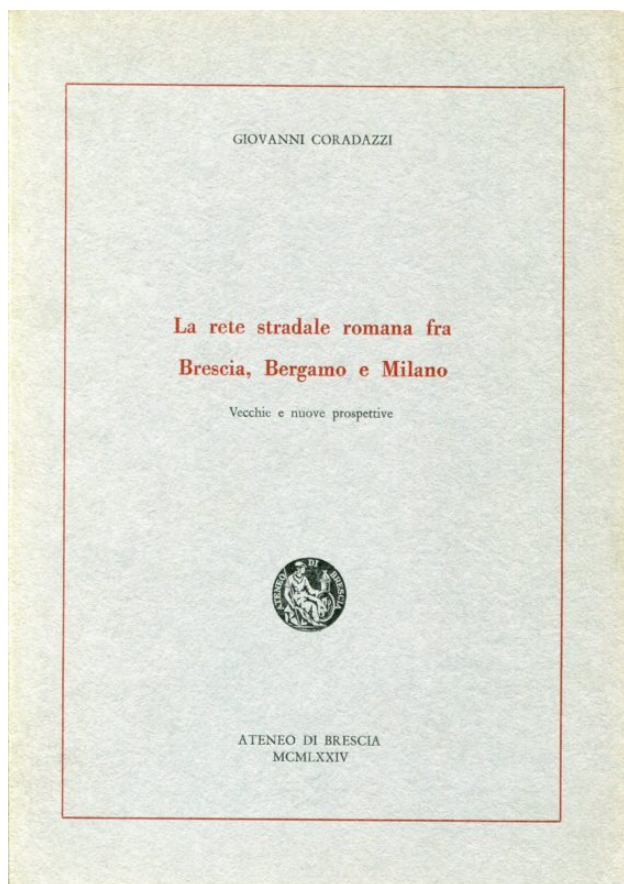 GIOVANNI CORADAZZI
La rete stradale romana fra
Brescia, Bergamo e Milano
Vecchie e nuove prospettive
ATENEO DI BRESCIA
ATENEO DI BRESCIA
MCMLXXIV